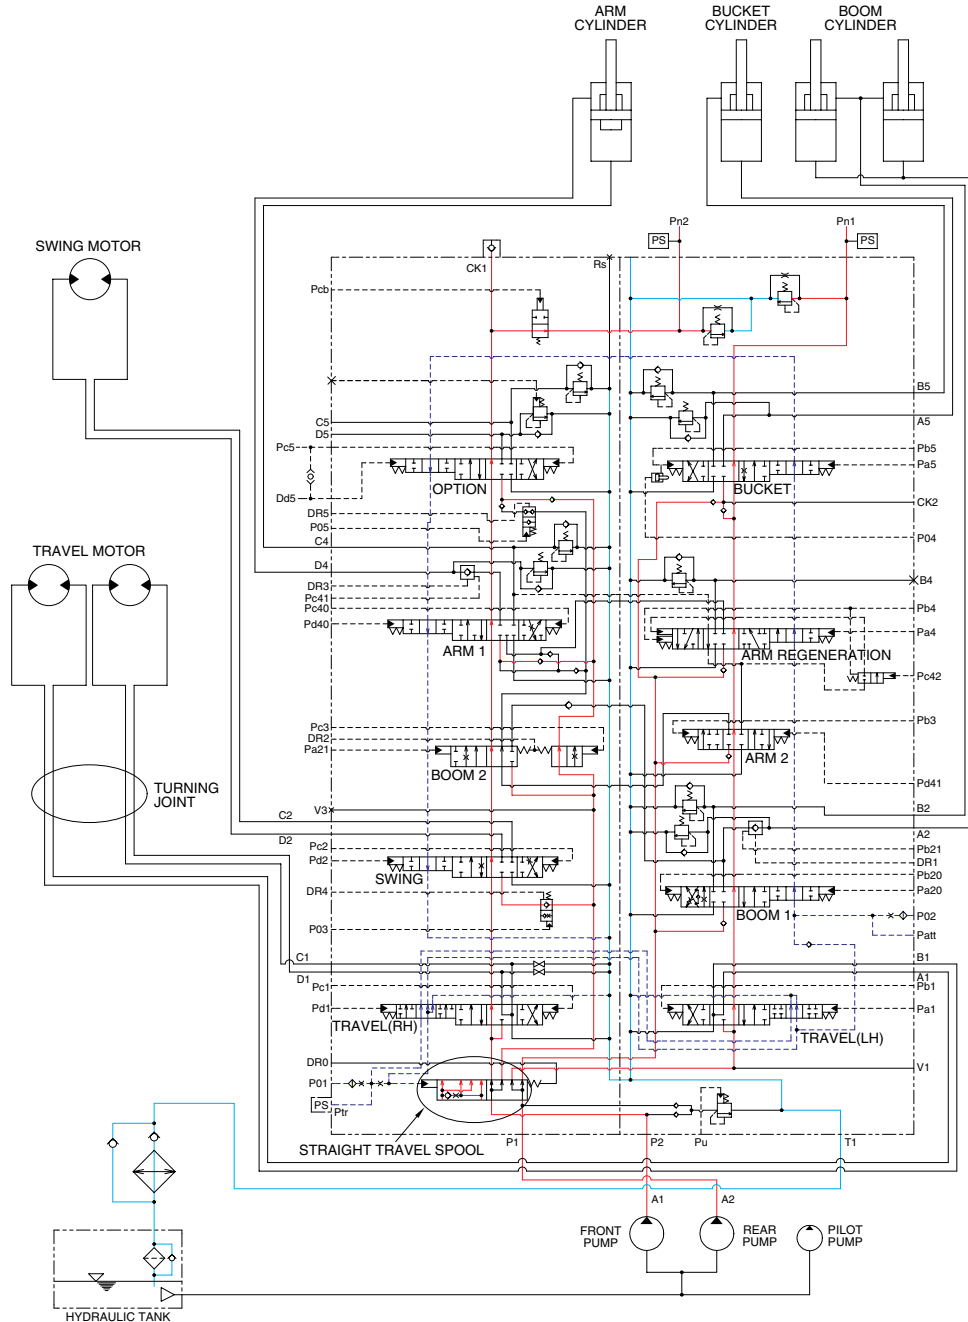 ARM
CYLINDER
BUCKET
CYLINDER
BOOM
CYLINDER
SWING MOTOR
Pn2
Pn1
PS
PS
CK1
Rs
Pcb
B5
C5
A5
D5
Pc5
Pb5
OPTION
BUCKET
Pa5
Dd5
CK2
DR5
P05
P04
C4
TRAVEL MOTOR
D4
B4
DR3
Pc41
Pc40
Pb4
Pd40
Pa4
ARM 1
ARM REGENERATION
Pc42
Pc3
Pb3
DR2
Pa21
BOOM 2
ARM 2
TURNING
JOINT
Pd41
V3
B2
C2
A2
D2
Pc2
Pb21
Pd2
DR1
SWING
Pb20
DR4
Pa20
BOOM 1
P02
P03
Patt
C1
B1
D1
A1
Pc1
Pb1
Pd1
Pa1
TRAVEL(RH)
TRAVEL(LH)
DR0
V1
P01
PS
Ptr
STRAIGHT TRAVEL SPOOL
P1
P2
Pu
T1
A1
A2
FRONT
PUMP
REAR
PUMP
PILOT
PUMP
HYDRAULIC TANK